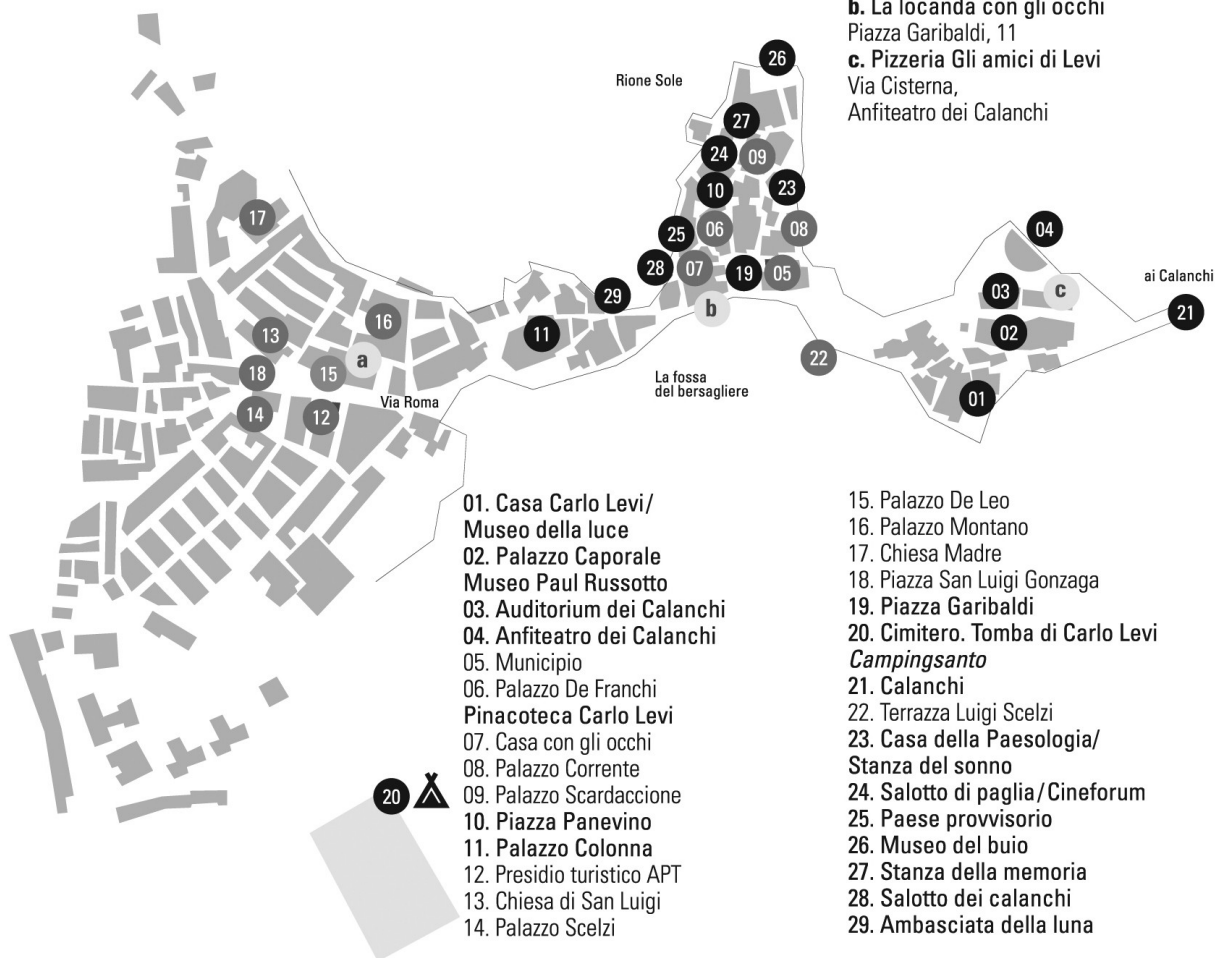 b. La locanda con gli occhi
Piazza Garibaldi, 11
c. Pizzeria Gli amici di Levi
Via Cisterna,
Anfiteatro dei Calanchi
26
Rione Sole
27
24
09
10
23
17
06
08
25
04
28
07
19
05
ai Calanchi
29
03
c
21
b
16
11
02
13
a
22
18
15
La fossa
del bersagliere
01
Via Roma
14
12
01. Casa Carlo Levi/
Museo della luce
02. Palazzo Caporale
Museo Paul Russotto
03. Auditorium dei Calanchi
04. Anfiteatro dei Calanchi
05. Municipio
06. Palazzo De Franchi
Pinacoteca Carlo Levi
07. Casa con gli occhi
08. Palazzo Corrente
09. Palazzo Scardaccione
10. Piazza Panevino
11. Palazzo Colonna
12. Presidio turistico APT
13. Chiesa di San Luigi
14. Palazzo Scelzi
20
15. Palazzo De Leo
16. Palazzo Montano
17. Chiesa Madre
18. Piazza San Luigi Gonzaga
19. Piazza Garibaldi
20. Cimitero. Tomba di Carlo Levi
Campingsanto
21. Calanchi
22. Terrazza Luigi Scelzi
23. Casa della Paesologia/
Stanza del sonno
24. Salotto di paglia/Cineforum
25. Paese provvisorio
26. Museo del buio
27. Stanza della memoria
28. Salotto dei calanchi
29. Ambasciata della luna